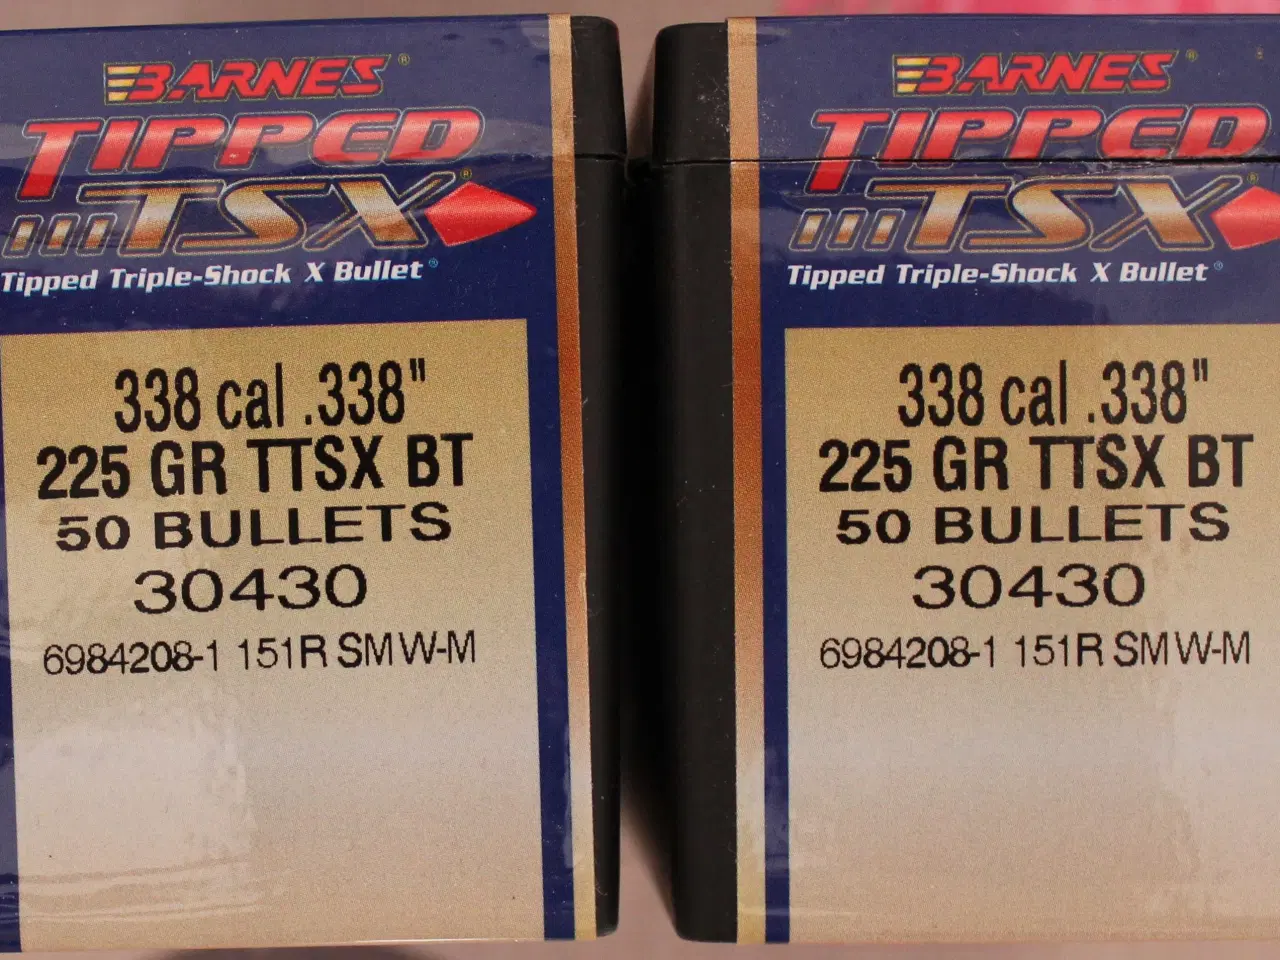 BARNES®
TIPPED
TSX®
Tipped Triple-Shock X Bullet®
338 cal .338"
225 GR TTSX BT
50 BULLETS
30430
6984208-1 151R SM W-M
BARNES®
TIPPED
TSX®
Tipped Triple-Shock X Bullet®
338 cal .338"
225 GR TTSX BT
50 BULLETS
30430
6984208-1 151R SM W-M